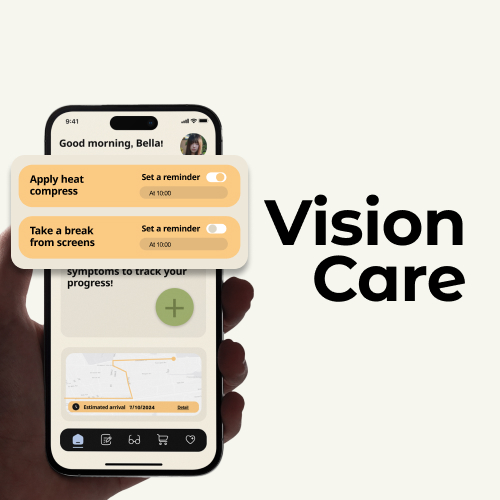 9:41
Good morning, Bella!
Apply heat
compress
Set a reminder
At 10:00
Take a break
from screens
Set a reminder
At 10:00
symptoms to track your
progress!
Estimated arrival 7/10/2024 Detail
Vision
Care